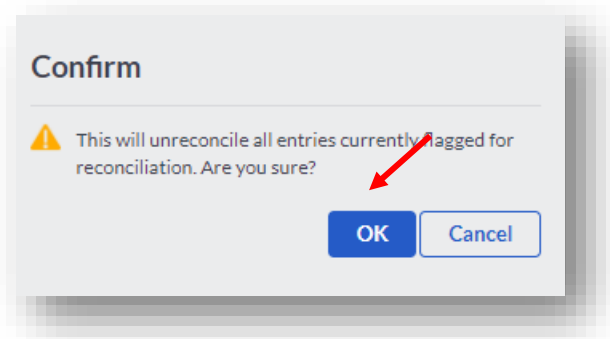 Confirm
This will unreconcile all entries currently flagged for
reconciliation. Are you sure?
OK
Cancel